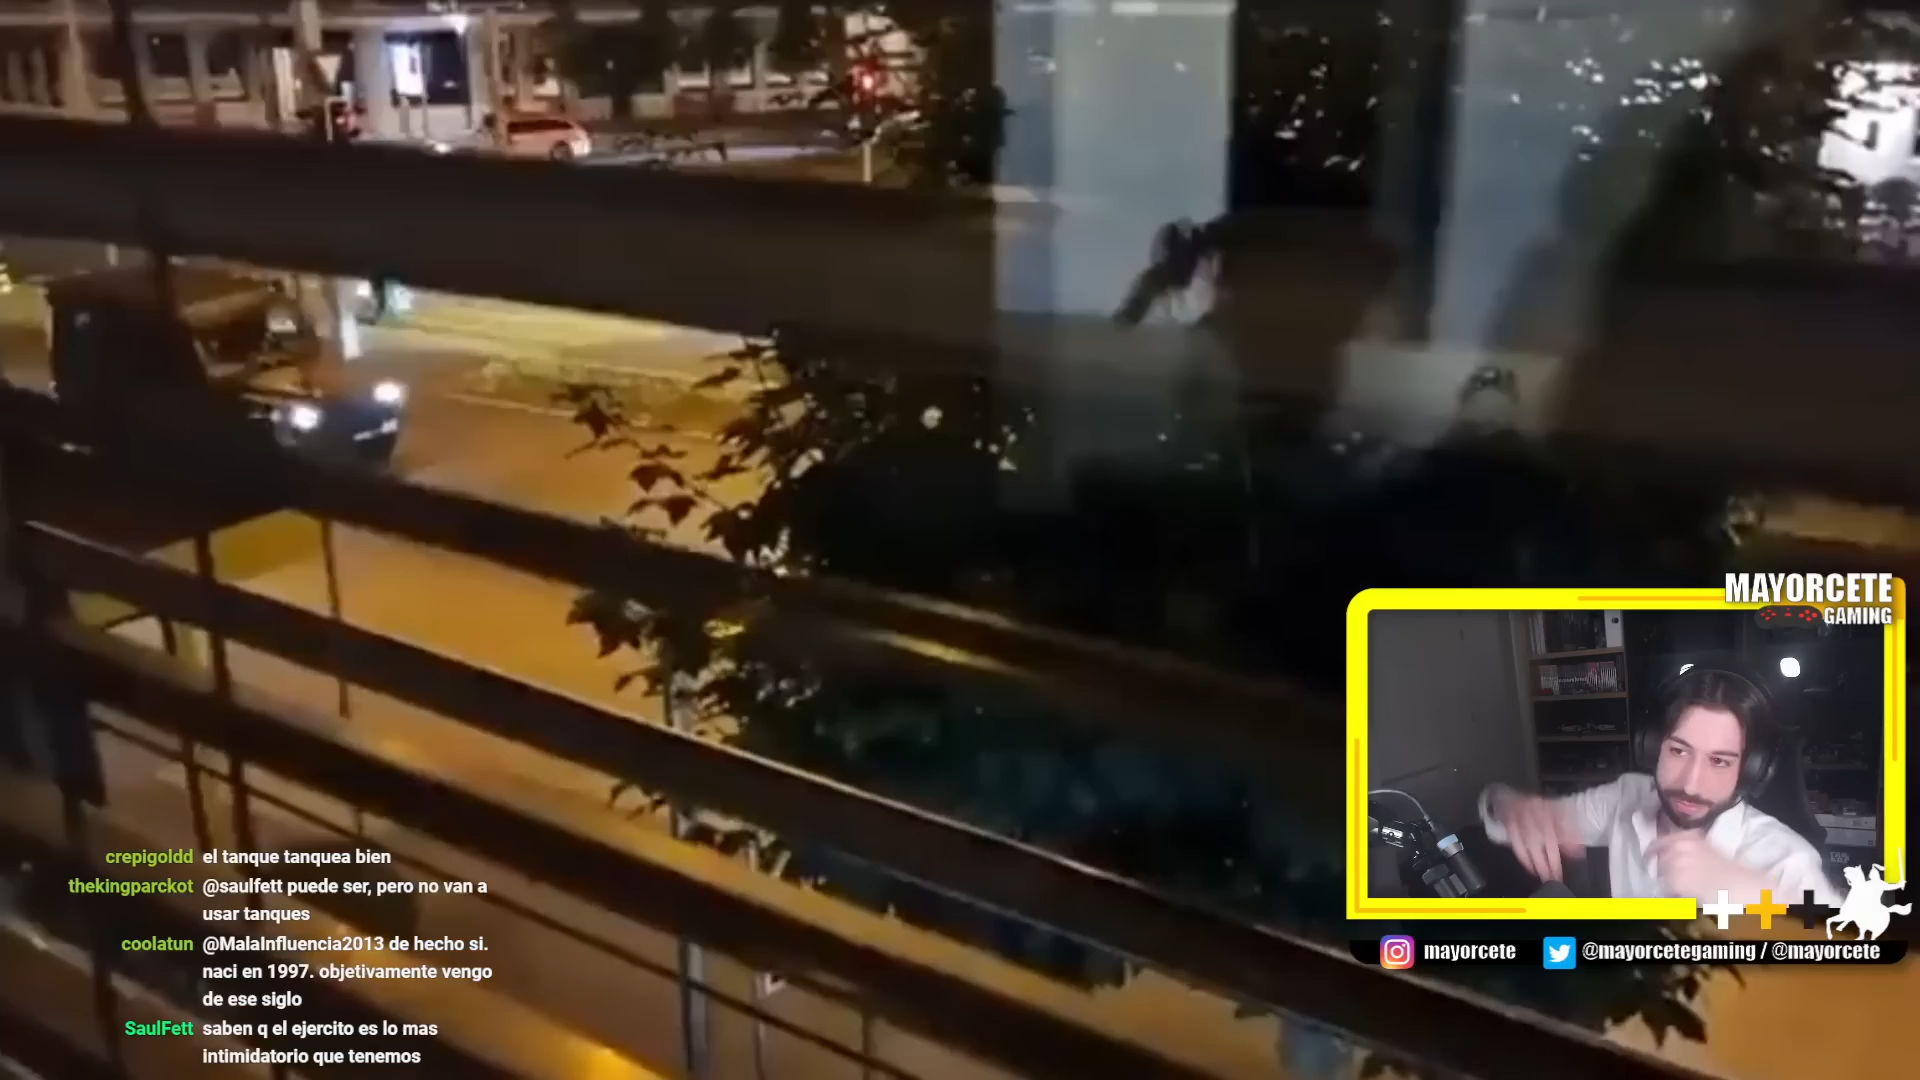 MAYORCETE
GAMING
crepigoldd el tanque tanquea bien
thekingparckot @saulfett puede ser, pero no van a
usar tanques
coolatun @MalaInfluencia2013 de hecho si.
naci en 1997. objetivamente vengo
de ese siglo
SaulFett saben q el ejercito es lo mas
intimidatorio que tenemos
mayorcete @mayorcetegaming / @mayorcete